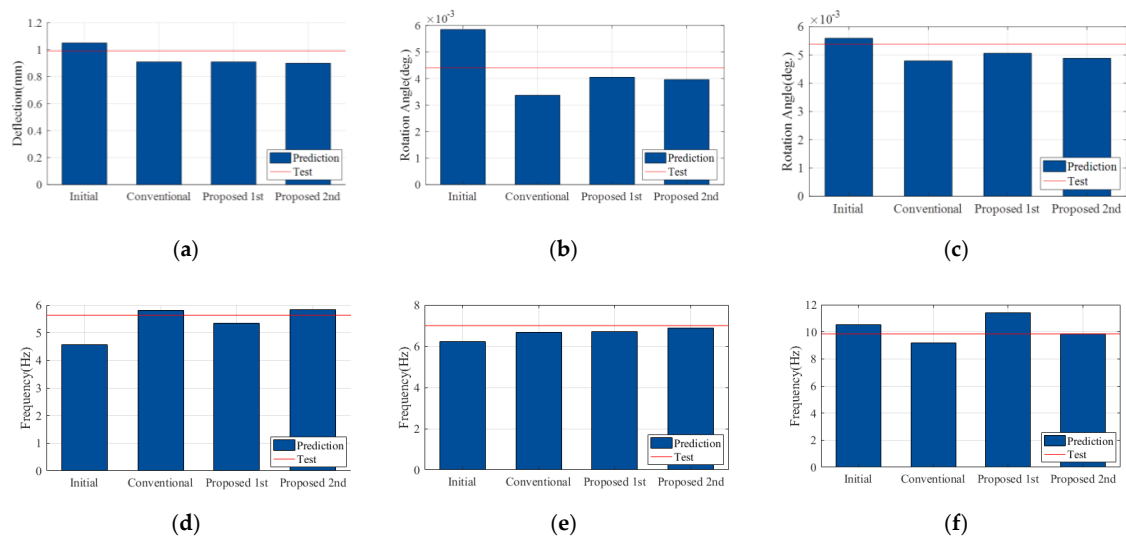 1.2
1
0.8
0.6
0.4
0.2
0
Deflection(mm)
Prediction
Test
Initial Conventional Proposed 1st Proposed 2nd
(a)
×10⁻³
6
5
4
3
2
1
0
Rotation Angle(deg.)
Prediction
Test
Initial Conventional Proposed 1st Proposed 2nd
(b)
×10⁻³
6
5
4
3
2
1
0
Rotation Angle(deg.)
Prediction
Test
Initial Conventional Proposed 1st Proposed 2nd
(c)
6
5
4
3
2
1
0
Frequency(Hz)
Prediction
Test
Initial Conventional Proposed 1st Proposed 2nd
(d)
8
6
4
2
0
Frequency(Hz)
Prediction
Test
Initial Conventional Proposed 1st Proposed 2nd
(e)
12
10
8
6
4
2
0
Frequency(Hz)
Prediction
Test
Initial Conventional Proposed 1st Proposed 2nd
(f)